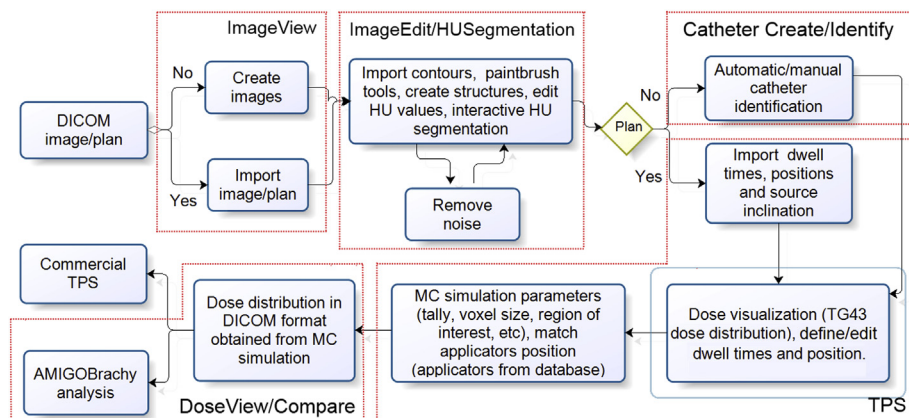 ImageView
ImageEdit/HUSegmentation
Catheter Create/Identify
No
Create
images
Import contours, paintbrush
tools, create structures, edit
HU values, interactive HU
segmentation
No
Automatic/manual
catheter
identification
DICOM
image/plan
Plan
Yes
Import
image/plan
Remove
noise
Yes
Import dwell
times, positions
and source
inclination
Commercial
TPS
Dose distribution in
DICOM format
obtained from MC
simulation
MC simulation parameters
(tally, voxel size, region of
interest, etc), match
applicators position
(applicators from database)
Dose visualization (TG43
dose distribution), define/edit
dwell times and position.
AMIGOBrachy
analysis
DoseView/Compare
TPS